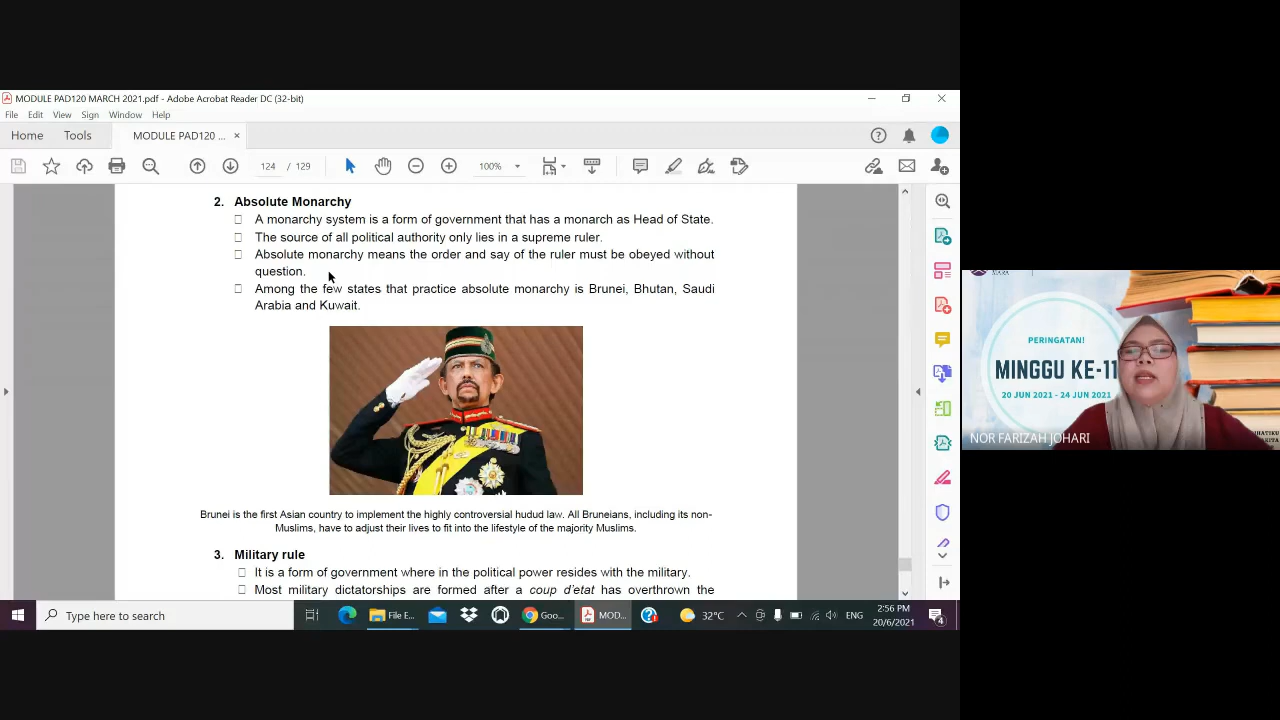 MODULE PAD120 MARCH 2021.pdf - Adobe Acrobat Reader DC (32-bit)
File Edit View Sign Window Help
Home Tools MODULE PAD120 ... ×
124 / 129 100%
2. Absolute Monarchy
A monarchy system is a form of government that has a monarch as Head of State.
The source of all political authority only lies in a supreme ruler.
Absolute monarchy means the order and say of the ruler must be obeyed without
question.
Among the few states that practice absolute monarchy is Brunei, Bhutan, Saudi
Arabia and Kuwait.
Brunei is the first Asian country to implement the highly controversial hudud law. All Bruneians, including its non-
Muslims, have to adjust their lives to fit into the lifestyle of the majority Muslims.
3. Military rule
It is a form of government where in the political power resides with the military.
Most military dictatorships are formed after a coup d'etat has overthrown the
Type here to search
File E...
Goo...
MOD...
32°C
ENG
2:56 PM
20/6/2021
4
PERINGATAN!
MINGGU KE-11
20 JUN 2021 - 24 JUN 2021
NOR FARIZAH JOHARI